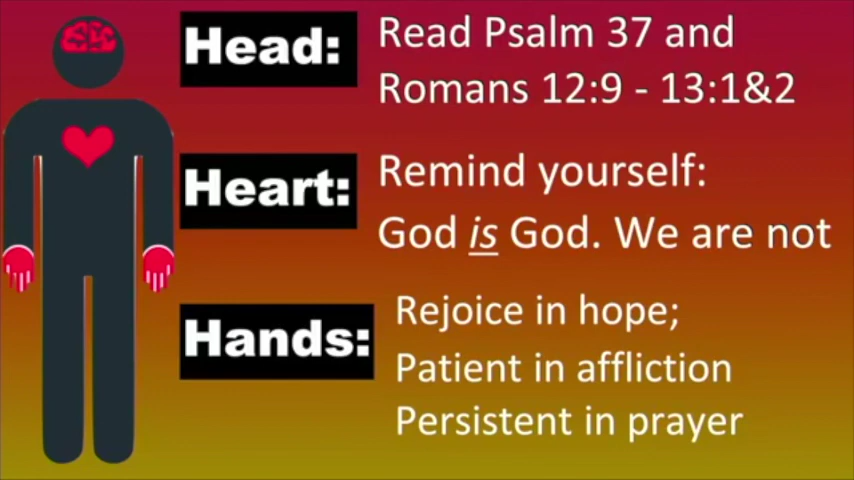 Head:
Read Psalm 37 and
Romans 12:9 - 13:1&2
Heart:
Remind yourself:
God is God. We are not
Hands:
Rejoice in hope;
Patient in affliction
Persistent in prayer